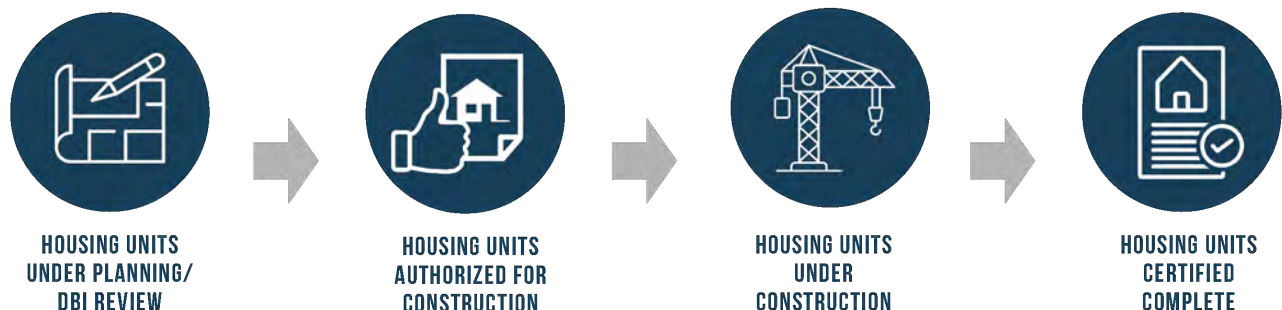 HOUSING UNITS
UNDER PLANNING/
DBI REVIEW
HOUSING UNITS
AUTHORIZED FOR
CONSTRUCTION
HOUSING UNITS
UNDER
CONSTRUCTION
HOUSING UNITS
CERTIFIED
COMPLETE